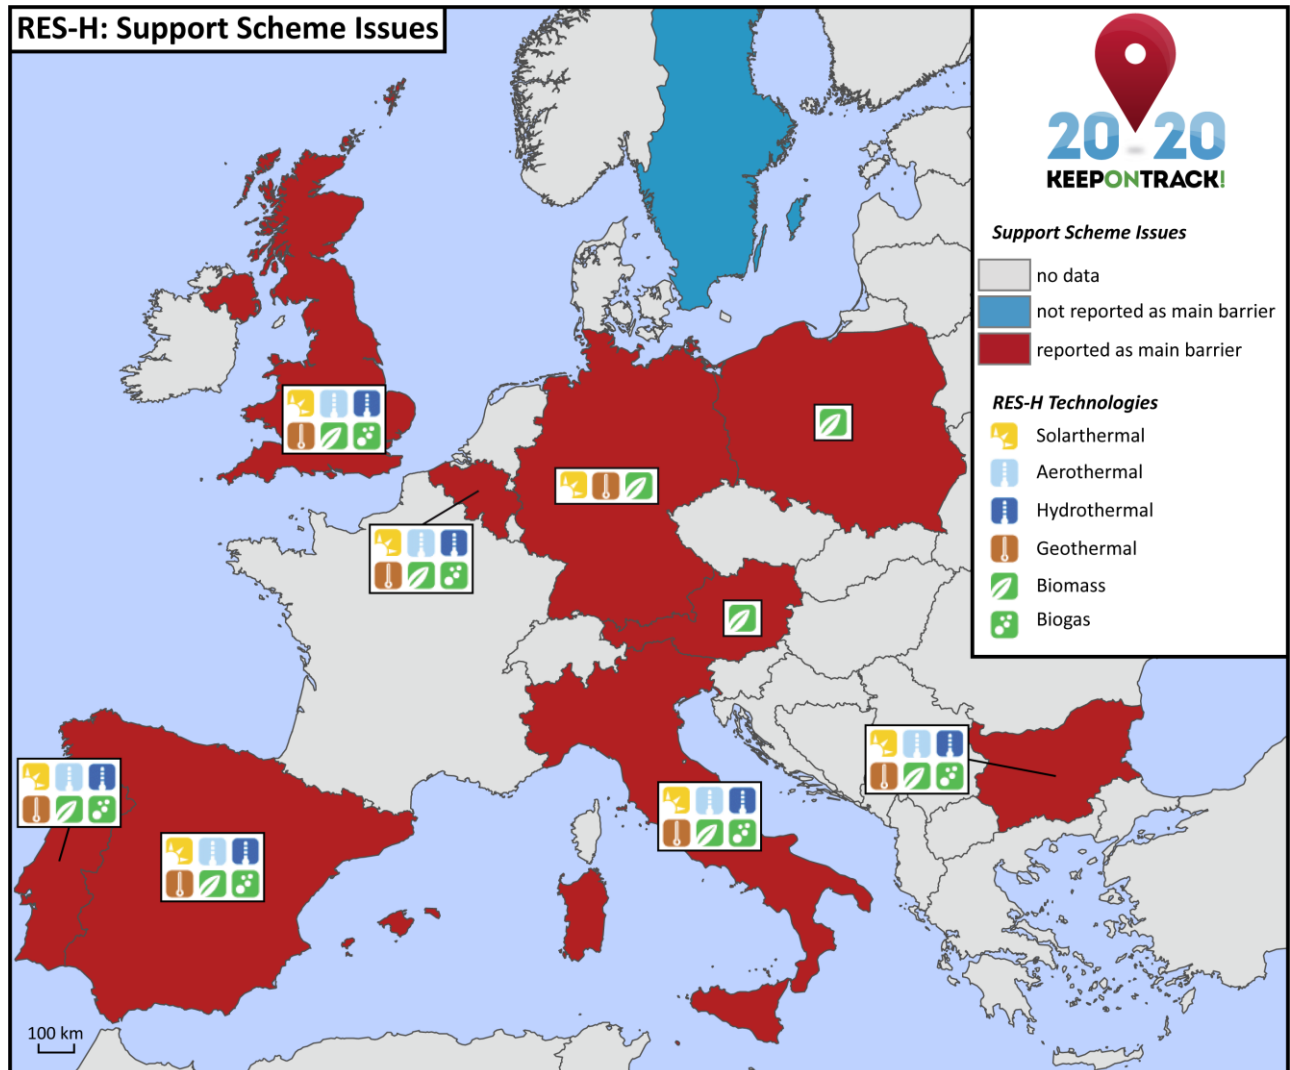 RES-H: Support Scheme Issues
20 20
KEEPONTRACK!
Support Scheme Issues
no data
not reported as main barrier
reported as main barrier
RES-H Technologies
Solarthermal
Aerothermal
Hydrothermal
Geothermal
Biomass
Biogas
100 km